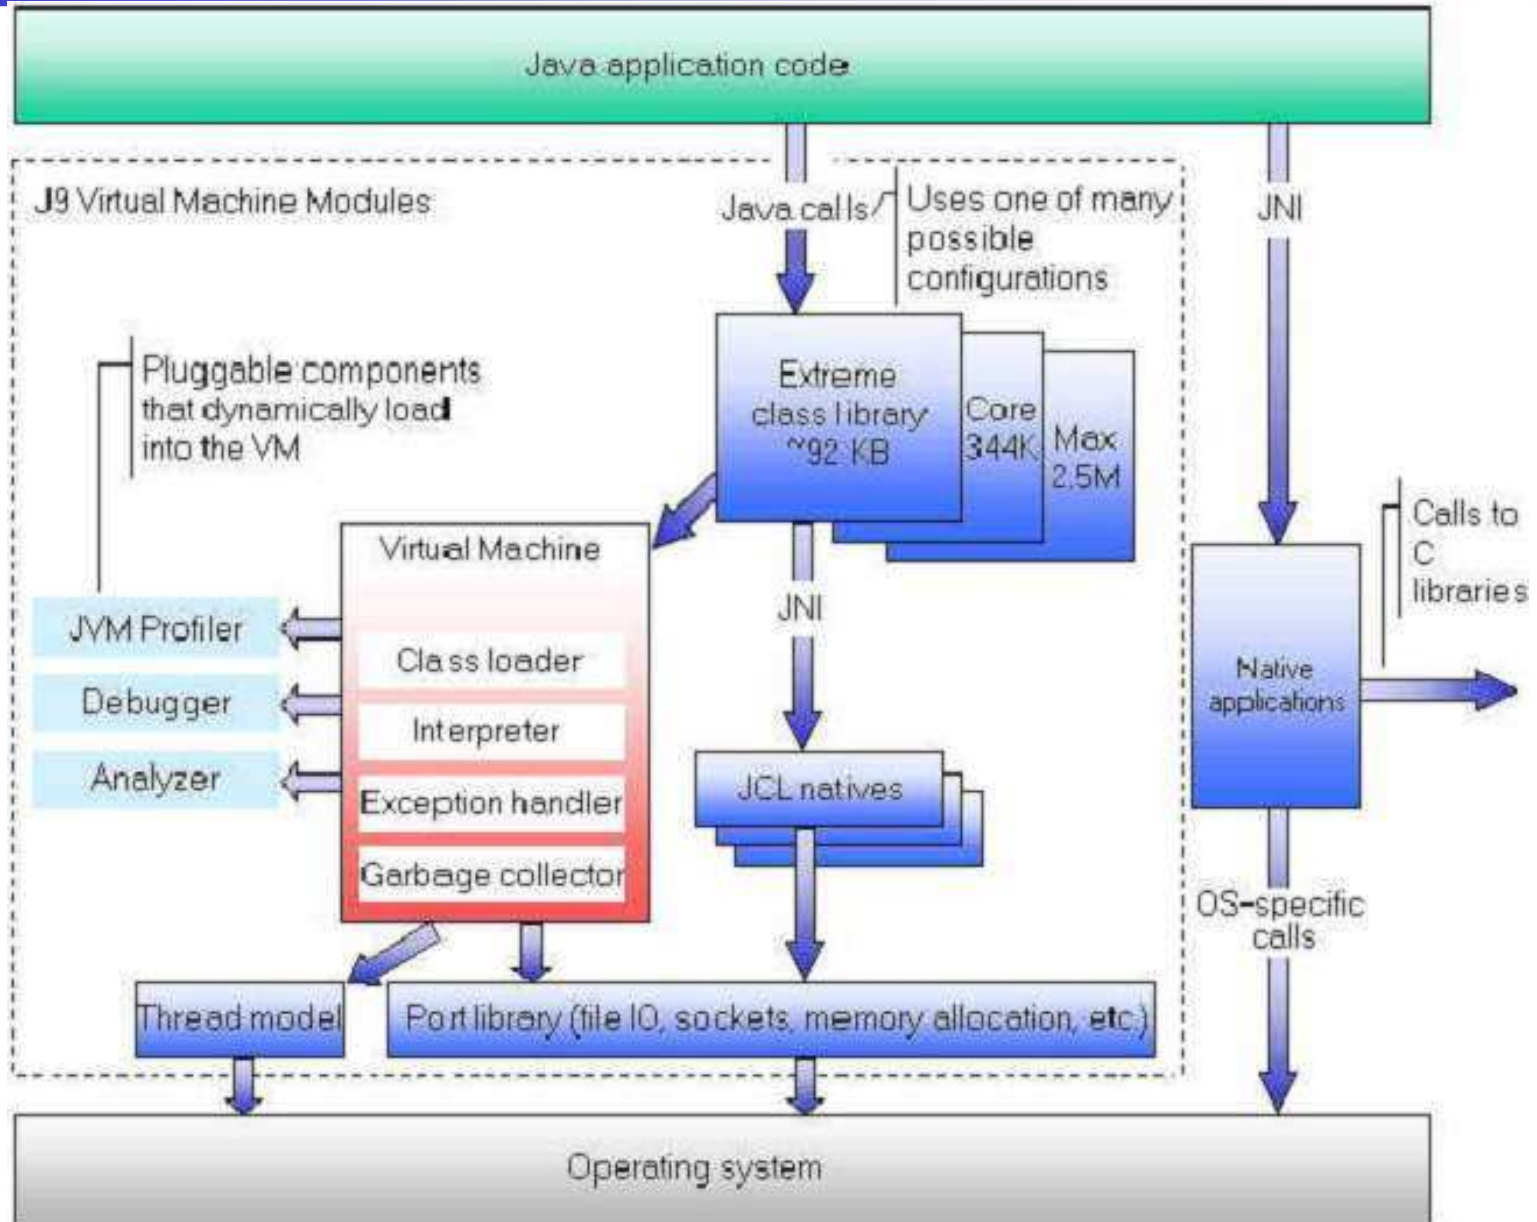 Java application code
J9 Virtual Machine Modules
Java calls
Uses one of many
possible
configurations
JNI
Pluggable components
that dynamically load
into the VM
Extreme
class library
~92 KB
Core
344K
Max
2.5M
Calls to
C
libraries
Virtual Machine
Class loader
Interpreter
Exception handler
Garbage collector
JVM Profiler
Debugger
Analyzer
JNI
JCL natives
Native
applications
OS-specific
calls
Thread model
Port library (file IO, sockets, memory allocation, etc.)
Operating system